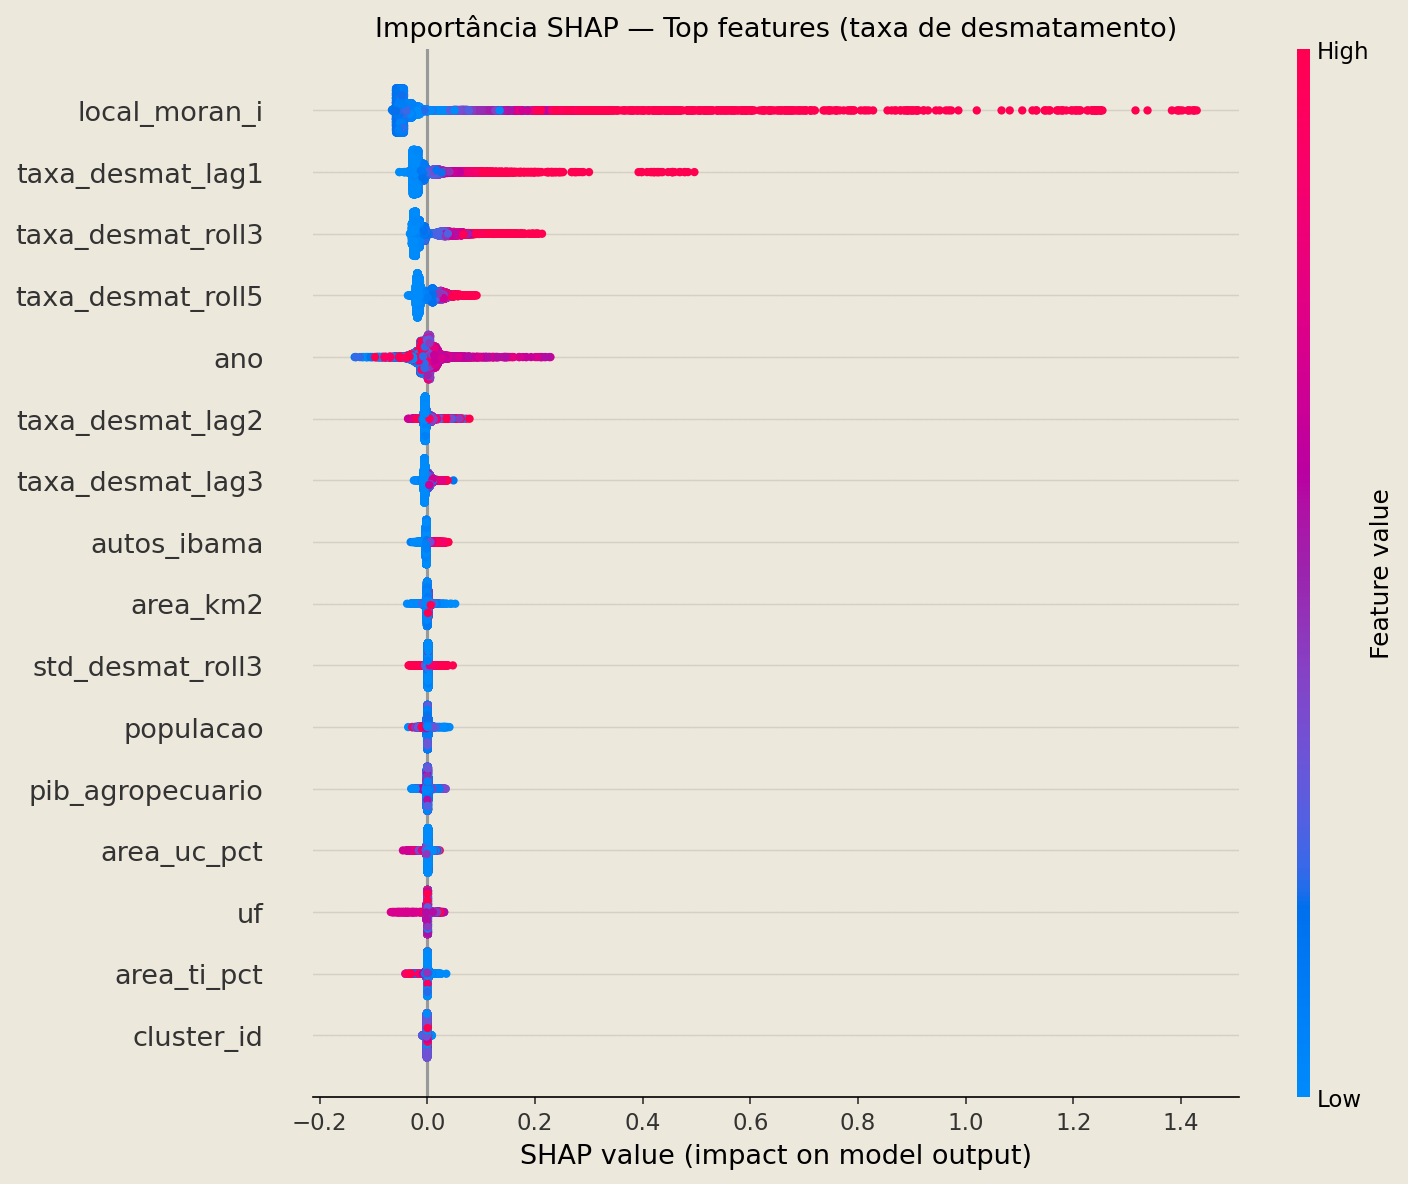 Importância SHAP — Top features (taxa de desmatamento)
High
local_moran_i
taxa_desmat_lag1
taxa_desmat_roll3
taxa_desmat_roll5
ano
taxa_desmat_lag2
taxa_desmat_lag3
autos_ibama
area_km2
std_desmat_roll3
populacao
pib_agropecuario
area_uc_pct
uf
area_ti_pct
cluster_id
Feature value
Low
−0.2 0.0 0.2 0.4 0.6 0.8 1.0 1.2 1.4
SHAP value (impact on model output)